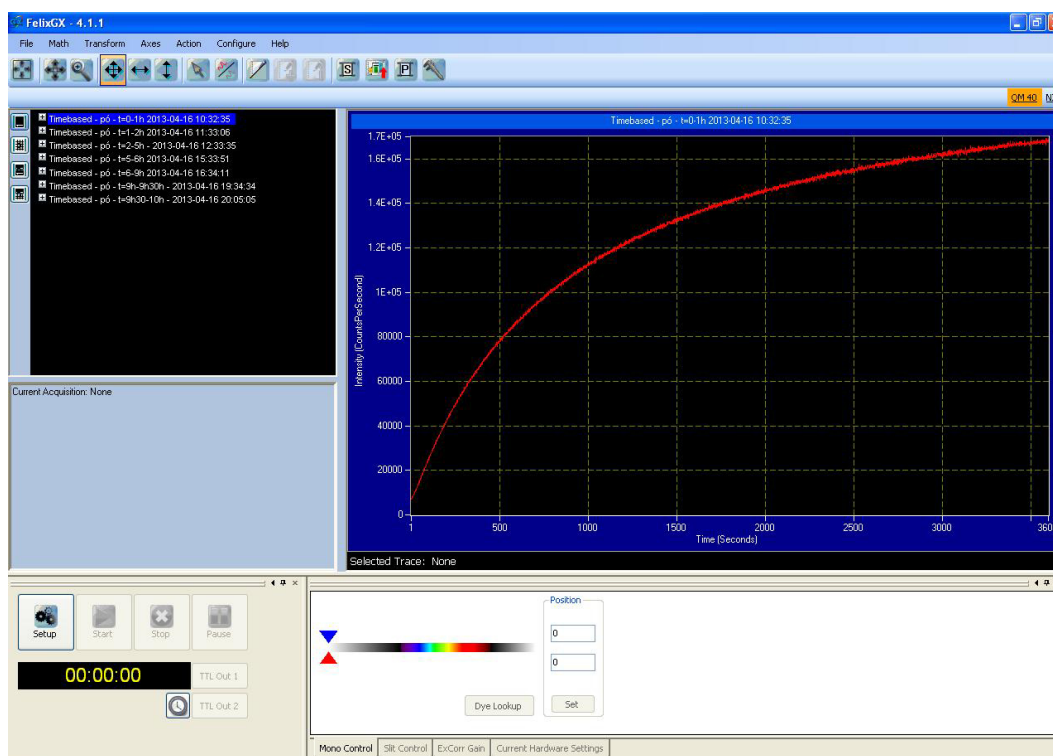 FelixGX - 4.1.1
File Math Transform Axes Action Configure Help
S P
QM 40
Timebased - pó - t=0-1h 2013-04-16 10:32:35
Timebased - pó - t=1-2h 2013-04-16 11:33:06
Timebased - pó - t=2-5h - 2013-04-16 12:33:35
Timebased - pó - t=5-6h 2013-04-16 15:33:51
Timebased - pó - t=6-9h 2013-04-16 16:34:11
Timebased - pó - t=9h-9h30h - 2013-04-16 19:34:34
Timebased - pó - t=9h30-10h - 2013-04-16 20:05:05
Current Acquisition: None
Timebased - pó - t=0-1h 2013-04-16 10:32:35
1.7E+05
1.6E+05
1.4E+05
1.2E+05
1E+05
80000
60000
40000
20000
0
Intensity (CountsPerSecond)
1 500 1000 1500 2000 2500 3000 360
Time (Seconds)
Selected Trace: None
Setup Start Stop Pause
00:00:00
TTL Out 1
TTL Out 2
Position
0
0
Dye Lookup Set
Mono Control Slit Control ExCorr Gain Current Hardware Settings